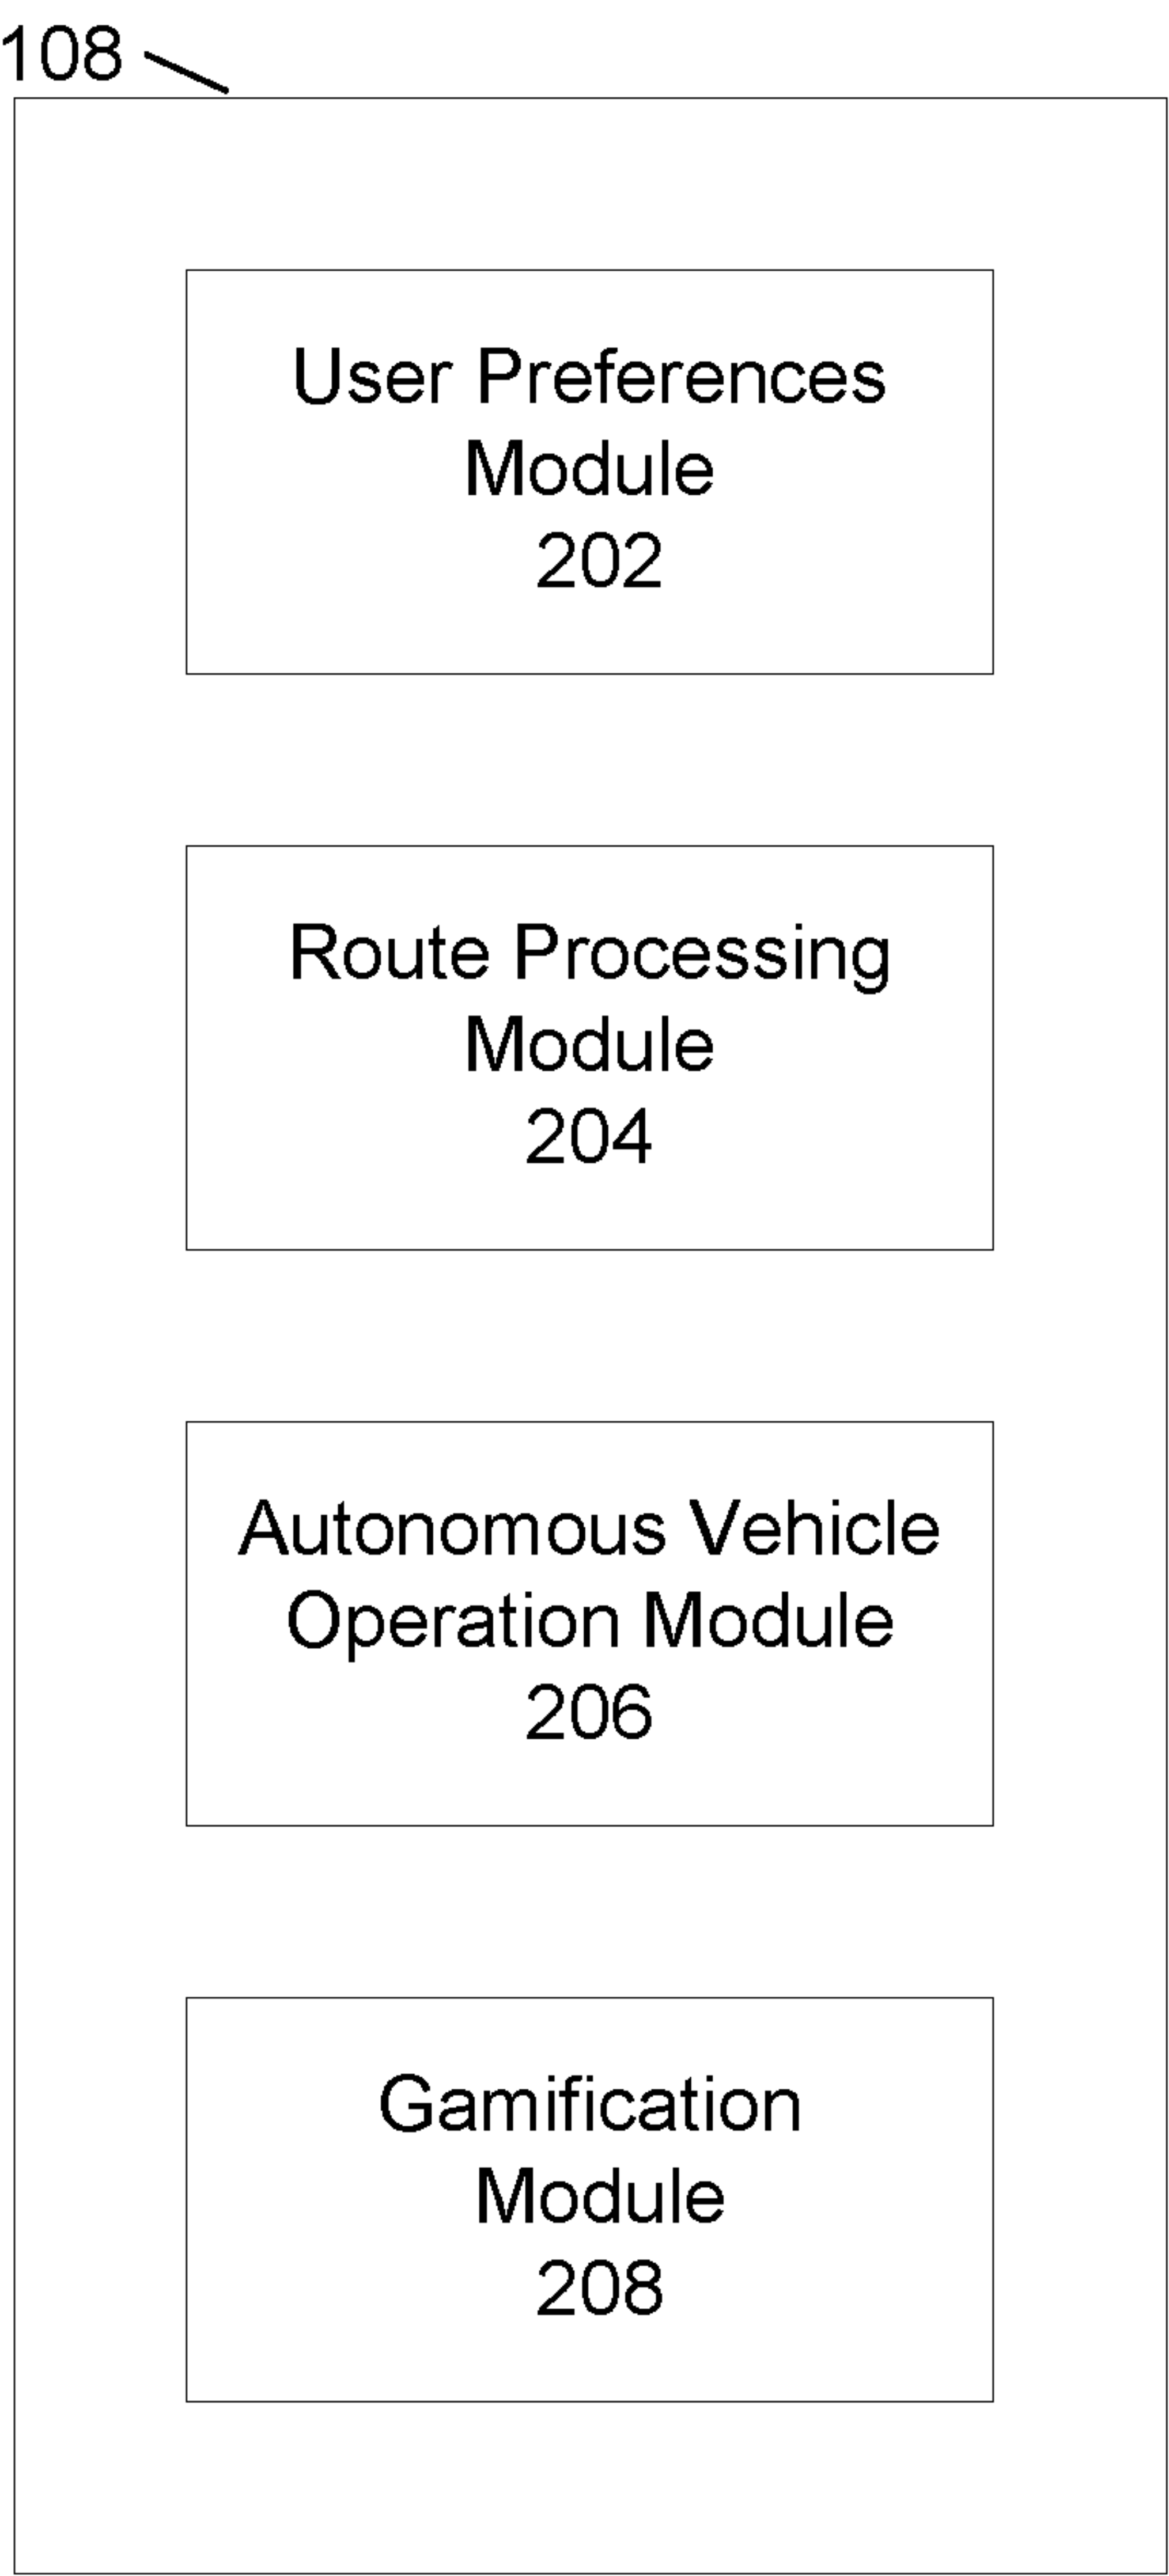 108
User Preferences
Module
202
Route Processing
Module
204
Autonomous Vehicle
Operation Module
206
Gamification
Module
208